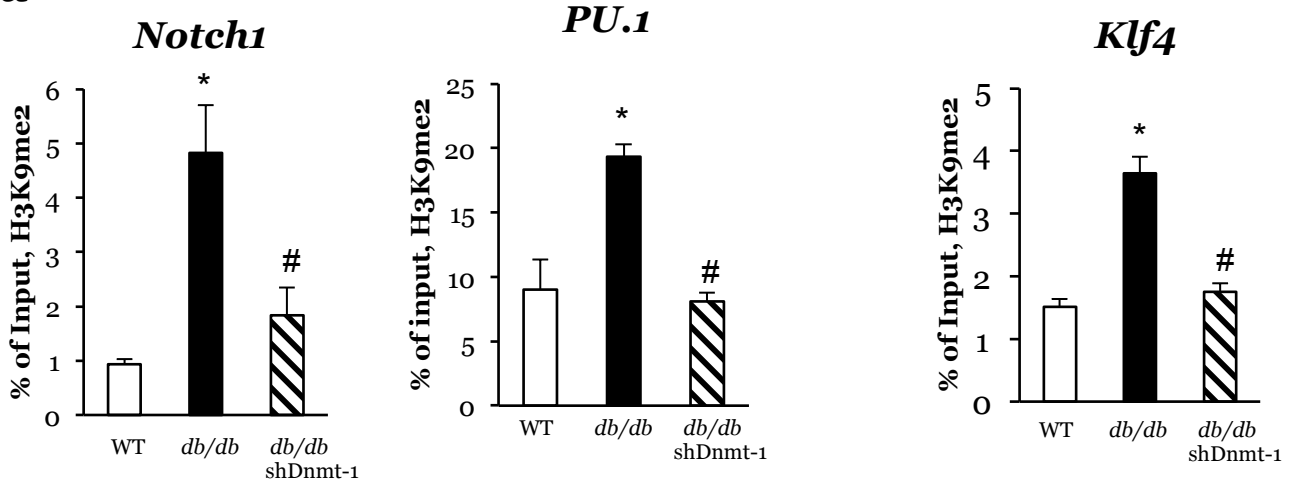 Notch1
% of Input, H3K9me2
6
5
4
3
2
1
0
*
#
WT
db/db
db/db
shDnmt-1
PU.1
% of input, H3K9me2
25
20
15
10
5
0
*
#
WT
db/db
db/db
shDnmt-1
Klf4
% of Input, H3K9me2
5
4
3
2
1
0
*
#
WT
db/db
db/db
shDnmt-1